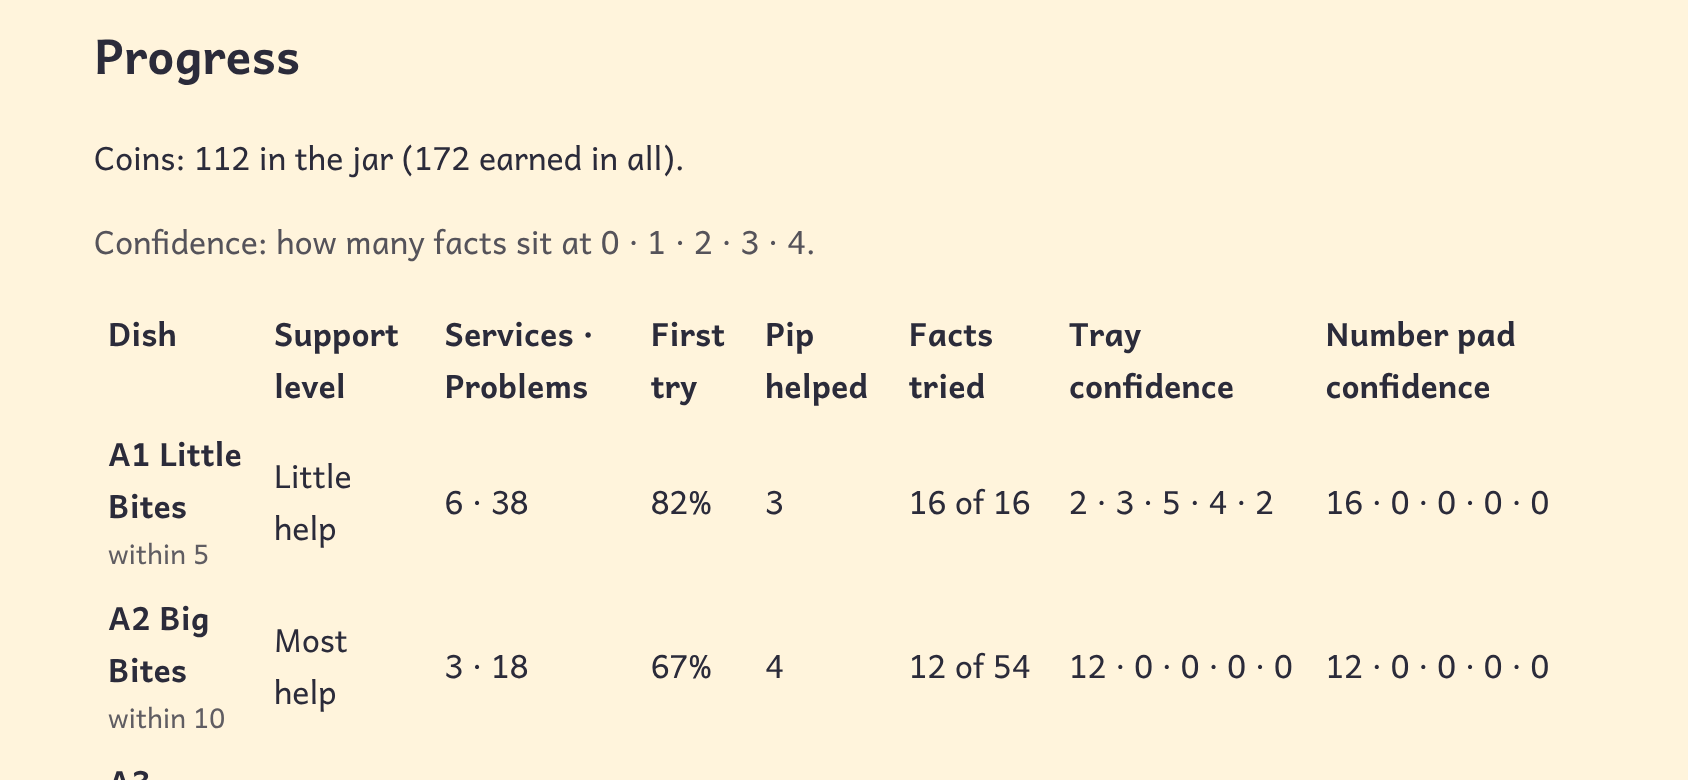 Progress
Coins: 112 in the jar (172 earned in all).
Confidence: how many facts sit at 0 · 1 · 2 · 3 · 4.
Dish Support level Services · Problems First try Pip helped Facts tried Tray confidence Number pad confidence
A1 Little Bites within 5 Little help 6 · 38 82% 3 16 of 16 2 · 3 · 5 · 4 · 2 16 · 0 · 0 · 0 · 0
A2 Big Bites within 10 Most help 3 · 18 67% 4 12 of 54 12 · 0 · 0 · 0 · 0 12 · 0 · 0 · 0 · 0